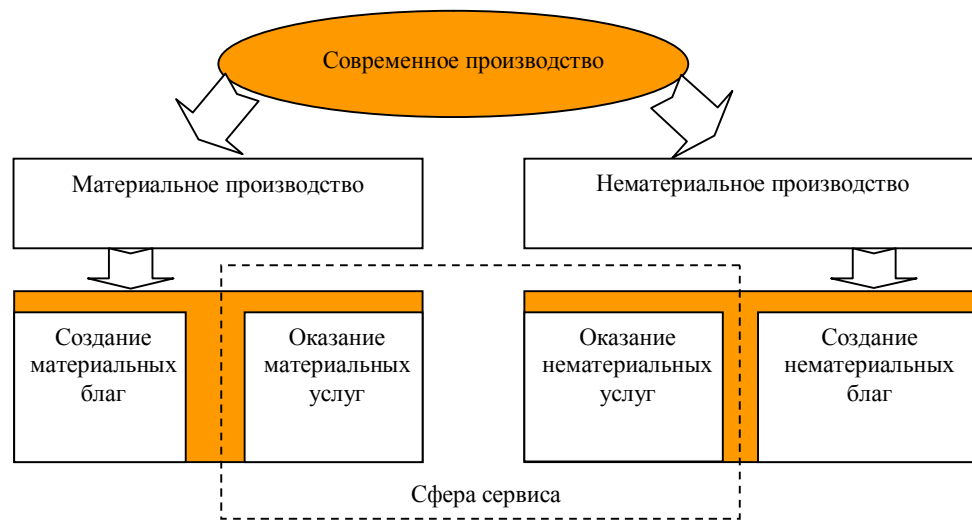 Современное производство
Материальное производство
Нематериальное производство
Создание
материальных
благ
Оказание
материальных
услуг
Оказание
нематериальных
услуг
Создание
нематериальных
благ
Сфера сервиса